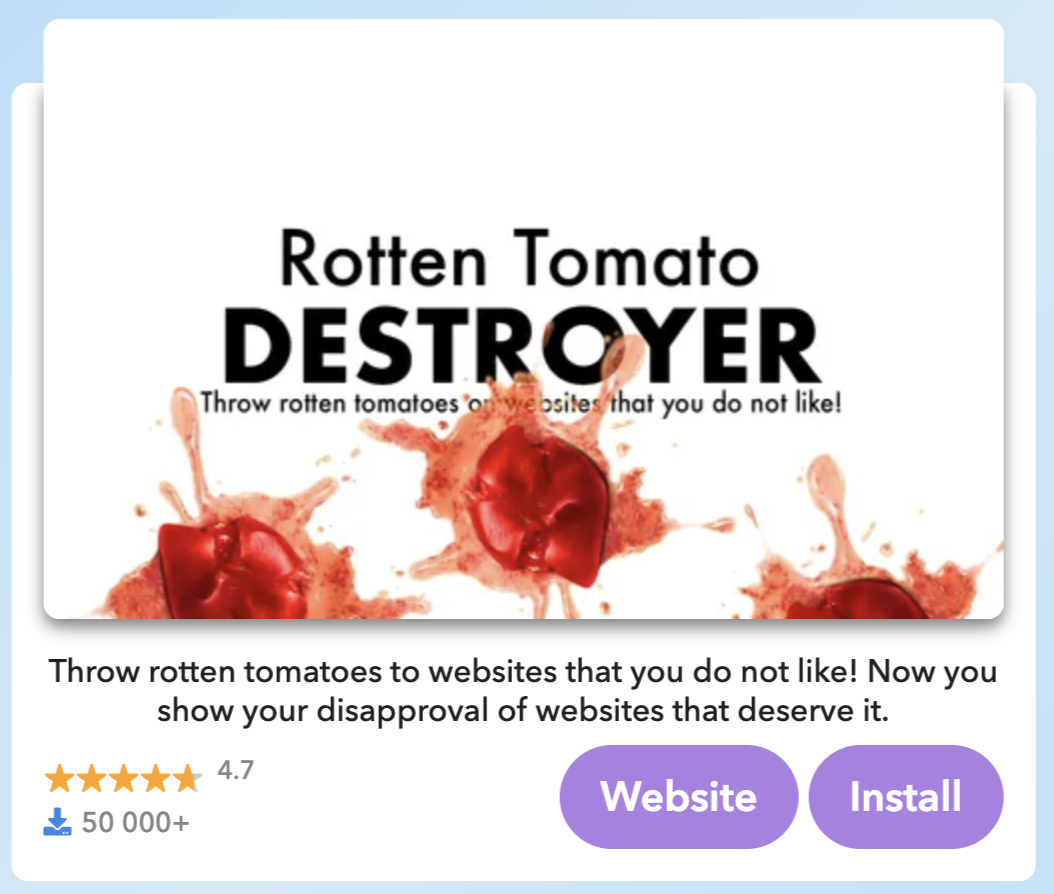 Rotten Tomato
DESTROYER
Throw rotten tomatoes on websites that you do not like!
Throw rotten tomatoes to websites that you do not like! Now you
show your disapproval of websites that deserve it.
4.7
50 000+
Website
Install